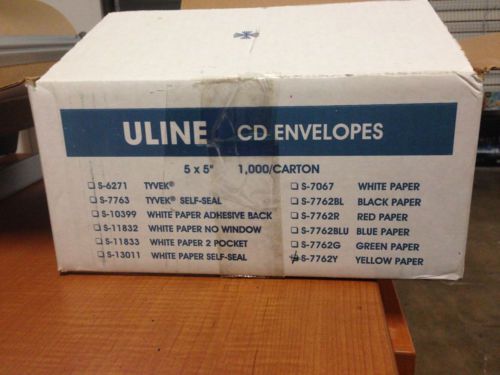 ULINE CD ENVELOPES
5 x 5" 1,000/CARTON
S-6271 TYVEK®
S-7763 TYVEK® SELF-SEAL
S-10399 WHITE PAPER ADHESIVE BACK
S-11832 WHITE PAPER NO WINDOW
S-11833 WHITE PAPER 2 POCKET
S-13011 WHITE PAPER SELF-SEAL
S-7067 WHITE PAPER
S-7762BL BLACK PAPER
S-7762R RED PAPER
S-7762BLU BLUE PAPER
S-7762G GREEN PAPER
S-7762Y YELLOW PAPER